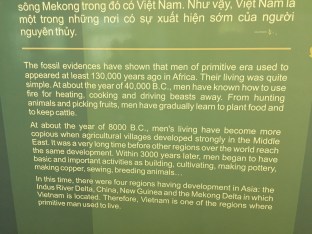 sông Mekong trong đó có Việt Nam. Như vậy, Việt Nam là
một trong những nơi có sự xuất hiện sớm của người
nguyên thủy.
The fossil evidences have shown that men of primitive era used to
appeared at least 130,000 years ago in Africa. Their living was quite
simple. At about the year of 40,000 B.C., men have known how to use
fire for heating, cooking and driving beasts away. From hunting
animals and picking fruits, men have gradually learn to plant food and
to keep cattle.
At about the year of 8000 B.C., men's living have become more
copious when agricultural villages developed strongly in the Middle
East. It was a very long time before other regions over the world reach
the same development. Within 3000 years later, men began to have
basic and important activities as building, cultivating, making pottery,
making copper, sewing, breeding animals...
In this time, there were four regions having development in Asia: the
Indus River Delta, China, New Guinea and the Mekong Delta in which
Vietnam is located. Therefore, Vietnam is one of the regions where
primitive man used to live.